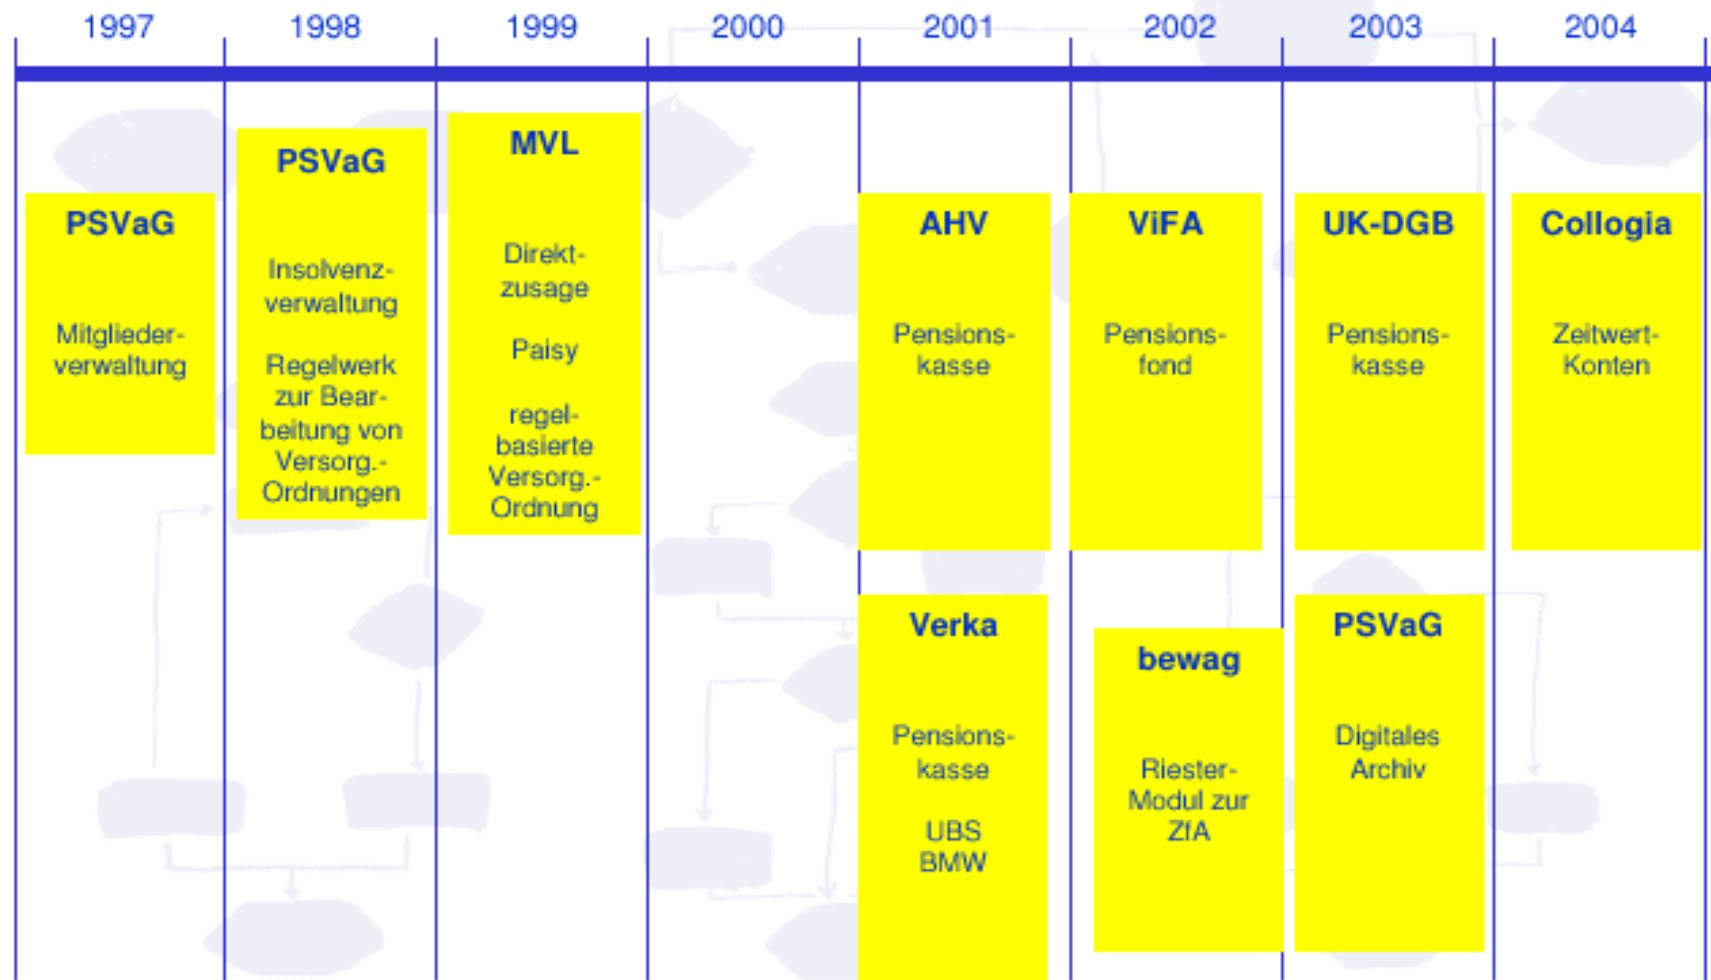 1997 1998 1999 2000 2001 2002 2003 2004
PSVaG
Mitglieder-
verwaltung
PSVaG
Insolvenz-
verwaltung
Regelwerk
zur Bear-
beitung von
Versorg.-
Ordnungen
MVL
Direkt-
zusage
Paisy
regel-
basierte
Versorg.-
Ordnung
AHV
Pensions-
kasse
Verka
Pensions-
kasse
UBS
BMW
ViFA
Pensions-
fond
bewag
Riester-
Modul zur
ZfA
UK-DGB
Pensions-
kasse
PSVaG
Digitales
Archiv
Collogia
Zeitwert-
Konten